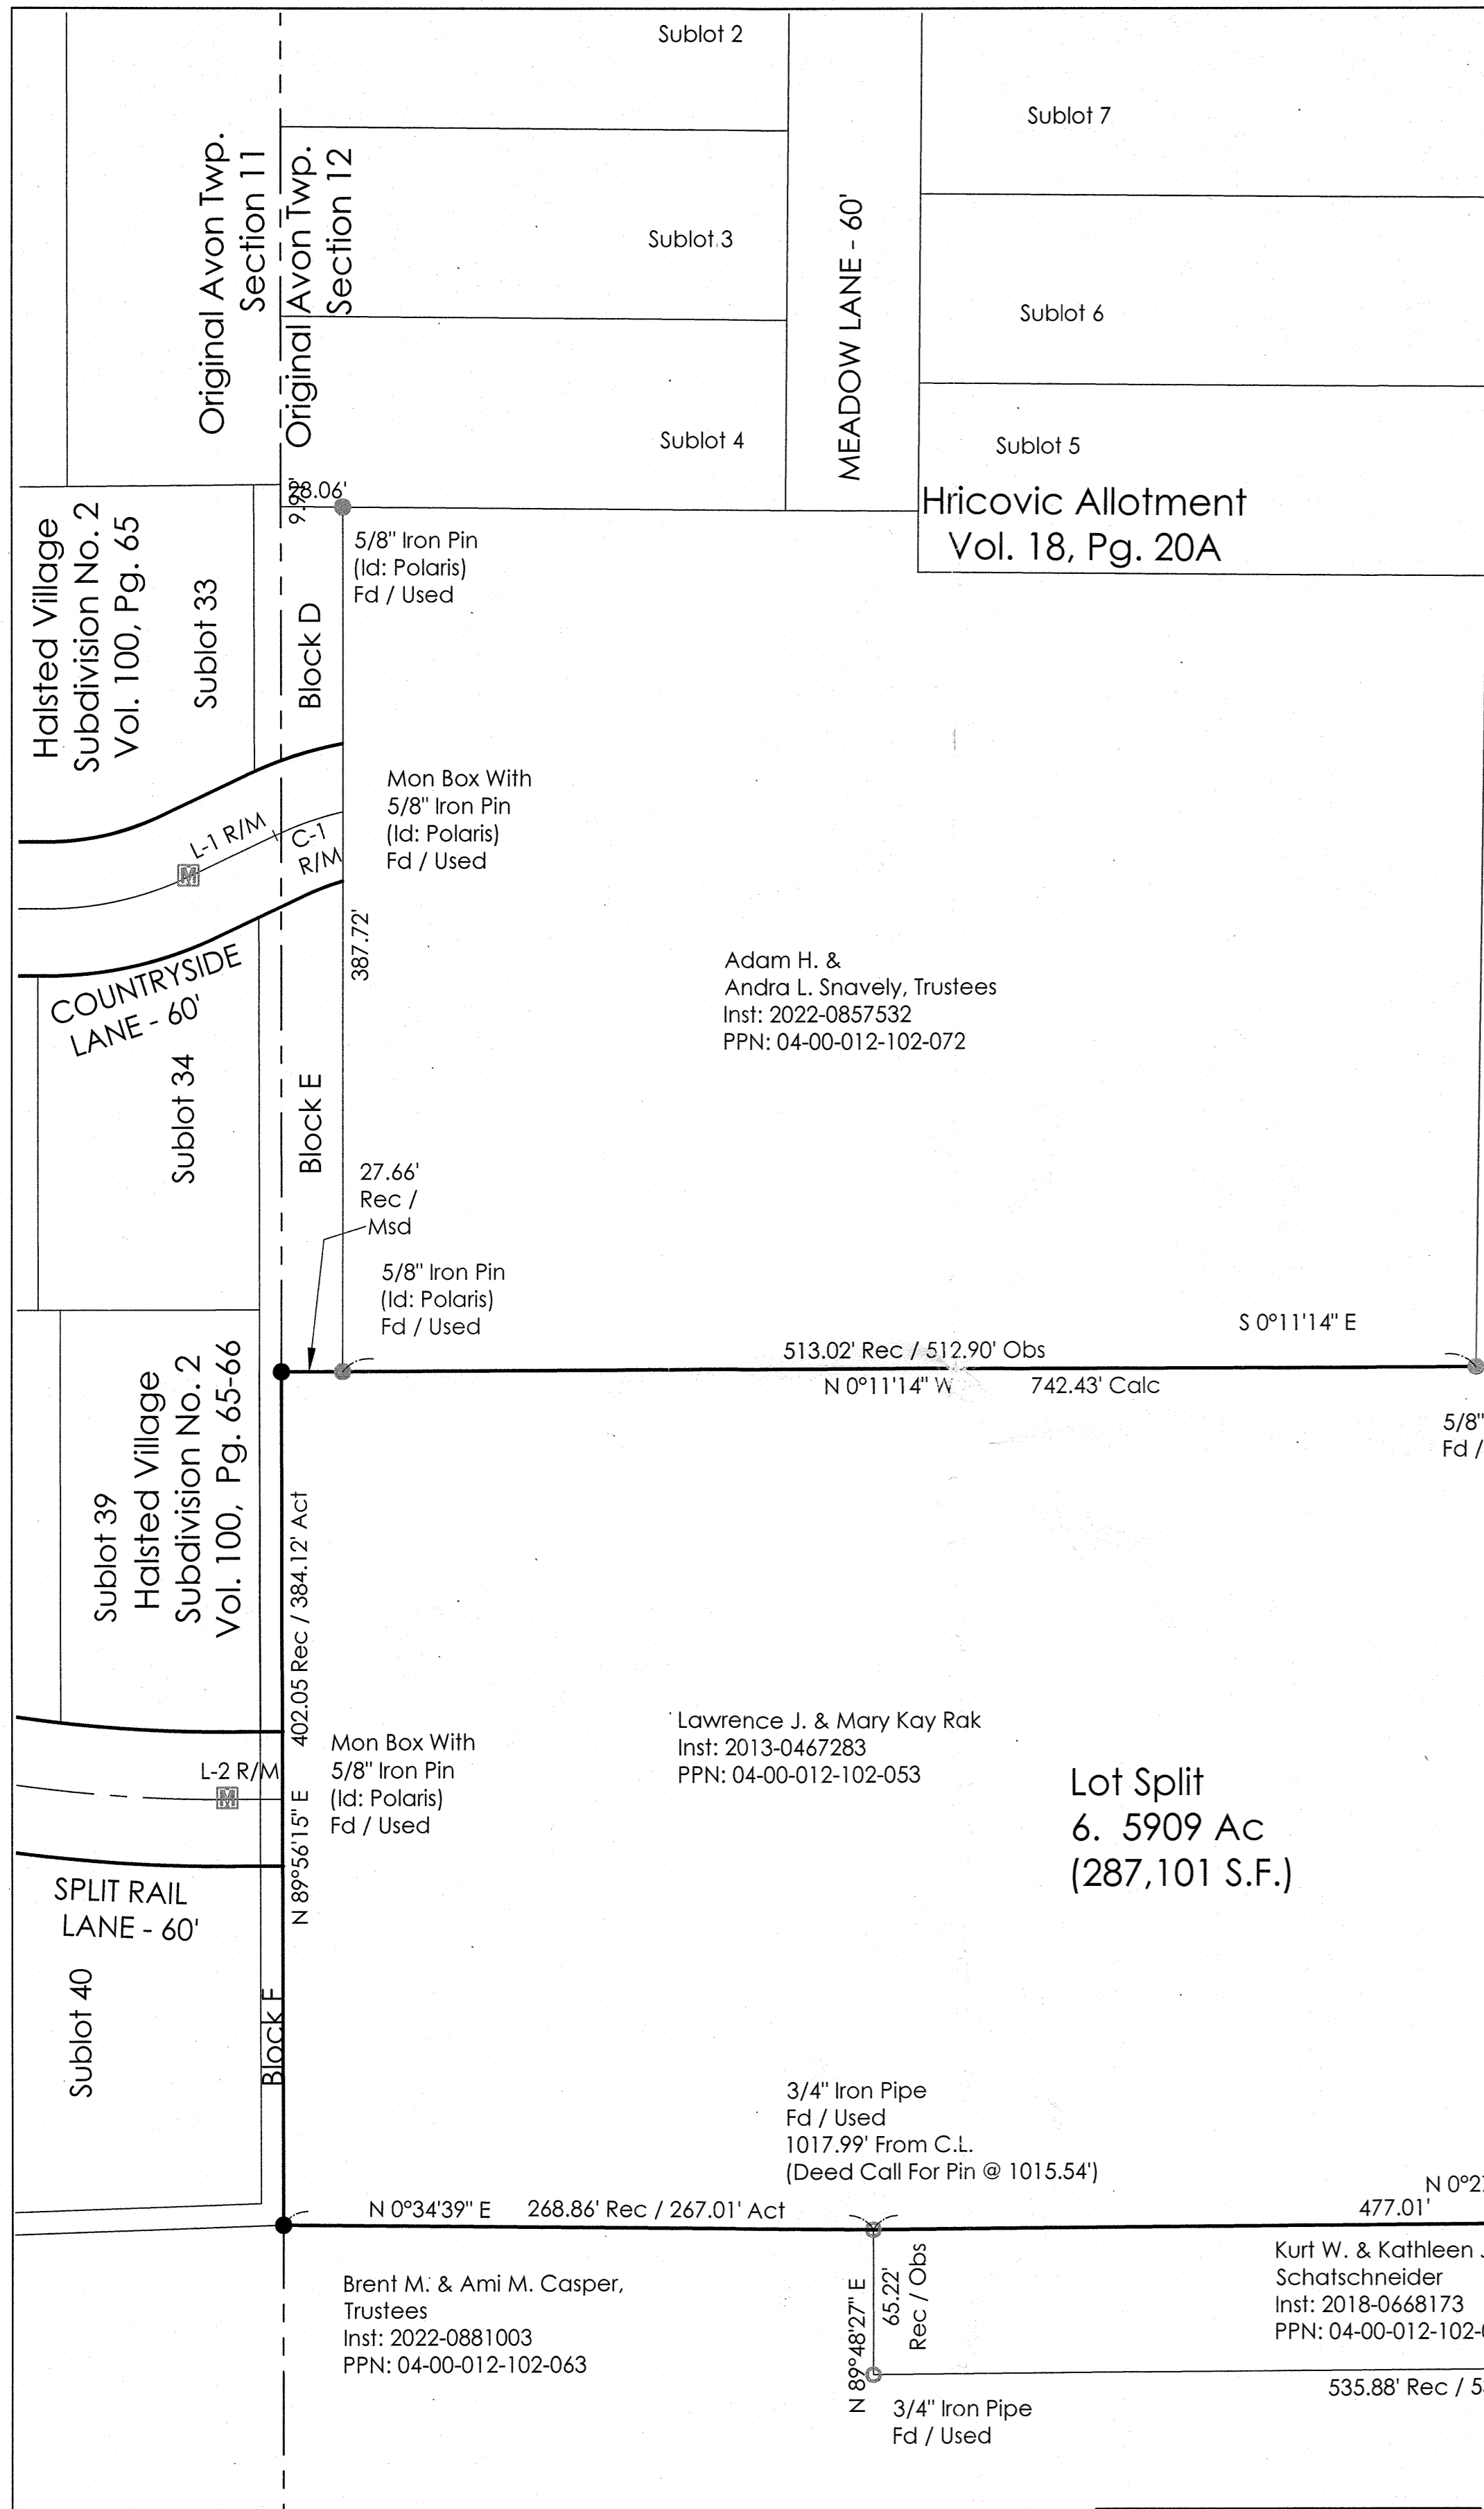 Sublot 2
Sublot 7
Original Avon Twp.
Section 11
Original Avon Twp.
Section 12
Sublot 3
MEADOW LANE - 60'
Sublot 6
Sublot 4
Sublot 5
Hricovic Allotment
Vol. 18, Pg. 20A
28.06'
5/8" Iron Pin
(Id: Polaris)
Fd / Used
Halsted Village
Subdivision No. 2
Vol. 100, Pg. 65
Sublot 33
Block D
Mon Box With
5/8" Iron Pin
(Id: Polaris)
Fd / Used
L-1 R/M
C-1
R/M
M
387.72'
COUNTRYSIDE
LANE - 60'
Adam H. &
Andra L. Snavely, Trustees
Inst: 2022-0857532
PPN: 04-00-012-102-072
Sublot 34
Block E
27.66'
Rec /
Msd
5/8" Iron Pin
(Id: Polaris)
Fd / Used
S 0°11'14" E
513.02' Rec / 512.90' Obs
N 0°11'14" W 742.43' Calc
5/8"
Fd /
Sublot 39
Halsted Village
Subdivision No. 2
Vol. 100, Pg. 65-66
N 89°56'15" E 402.05 Rec / 384.12' Act
Lawrence J. & Mary Kay Rak
Inst: 2013-0467283
PPN: 04-00-012-102-053
Mon Box With
5/8" Iron Pin
(Id: Polaris)
Fd / Used
L-2 R/M
M
Lot Split
6. 5909 Ac
(287,101 S.F.)
SPLIT RAIL
LANE - 60'
Sublot 40
Block F
3/4" Iron Pipe
Fd / Used
1017.99' From C.L.
(Deed Call For Pin @ 1015.54')
N 0°34'39" E 268.86' Rec / 267.01' Act
477.01'
Brent M. & Ami M. Casper,
Trustees
Inst: 2022-0881003
PPN: 04-00-012-102-063
N 89°48'27" E
65.22'
Rec / Obs
Kurt W. & Kathleen
Schatschneider
Inst: 2018-0668173
PPN: 04-00-012-102-
535.88' Rec /
3/4" Iron Pipe
Fd / Used